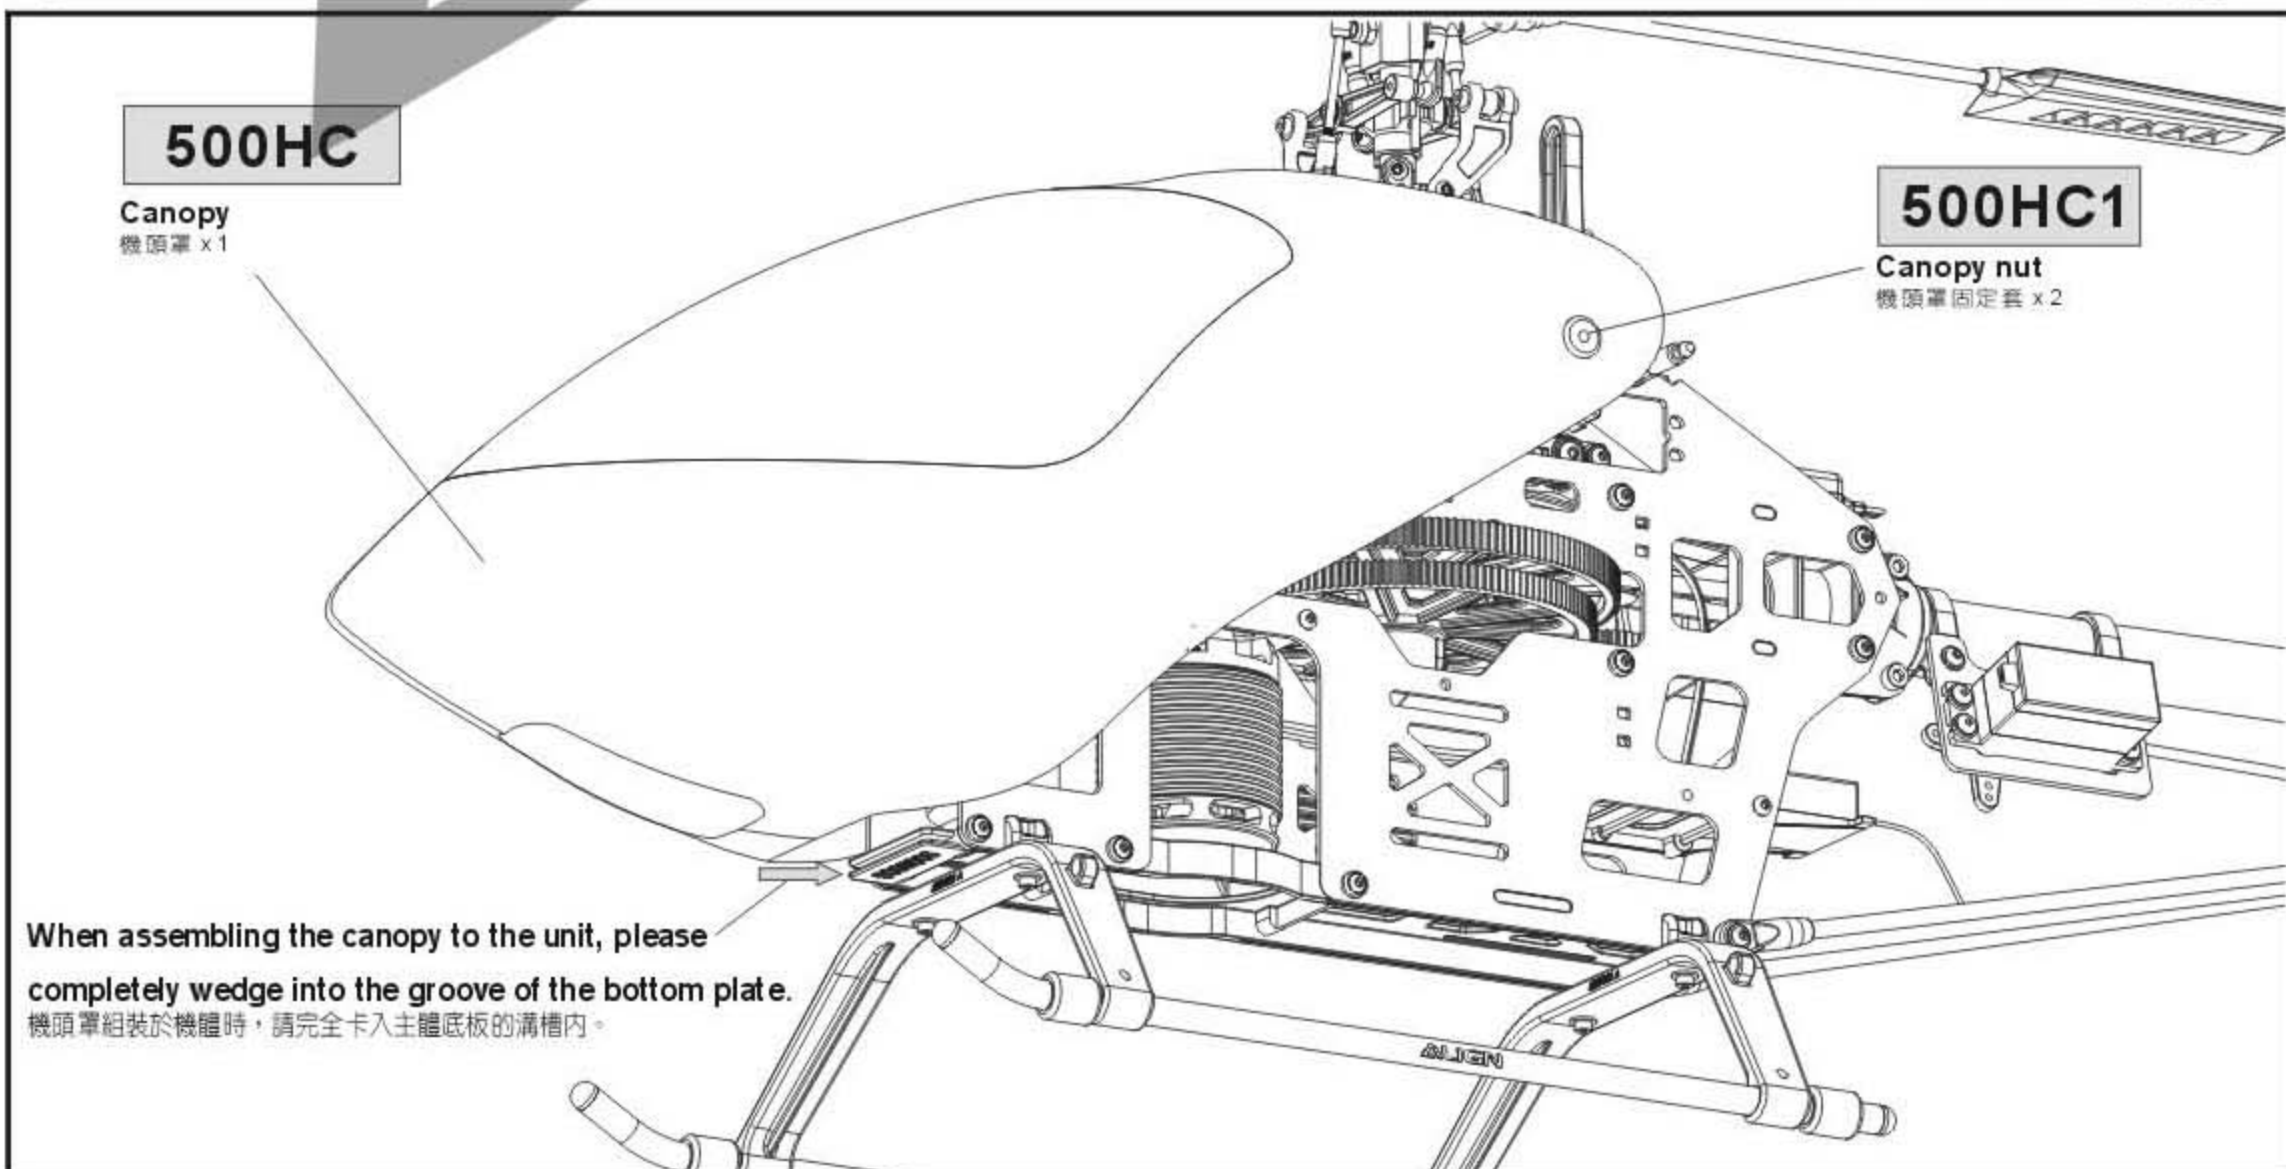 500HC
Canopy
機頭罩 x 1
500HC1
Canopy nut
機頭罩固定套 x 2
When assembling the canopy to the unit, please
completely wedge into the groove of the bottom plate.
機頭罩組裝於機體時，請完全卡入主體底板的溝槽內。
ALIGN